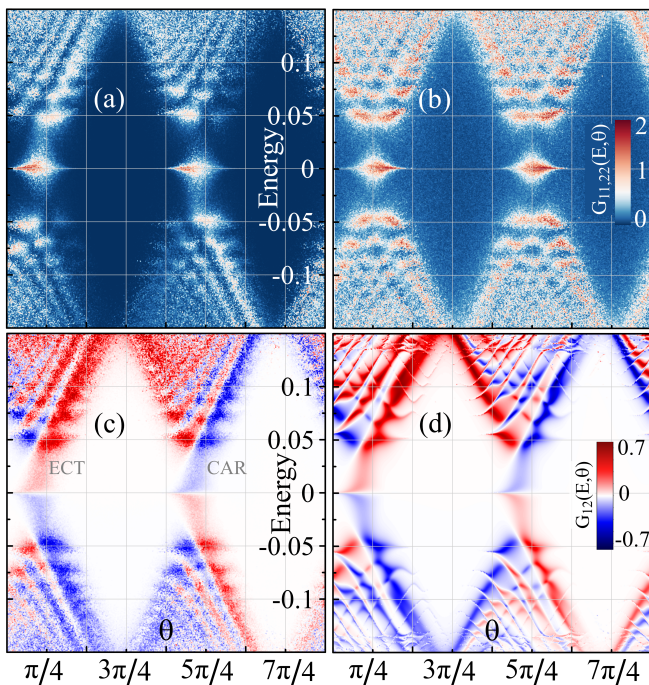 (a)
(b)
0.1
0.05
0
-0.05
-0.1
Energy
G11,22(E,θ)
2
1
0
(c)
(d)
0.1
0.05
0
-0.05
-0.1
Energy
ECT
CAR
G12(E,θ)
0.7
0
-0.7
θ
θ
π/4 3π/4 5π/4 7π/4
π/4 3π/4 5π/4 7π/4